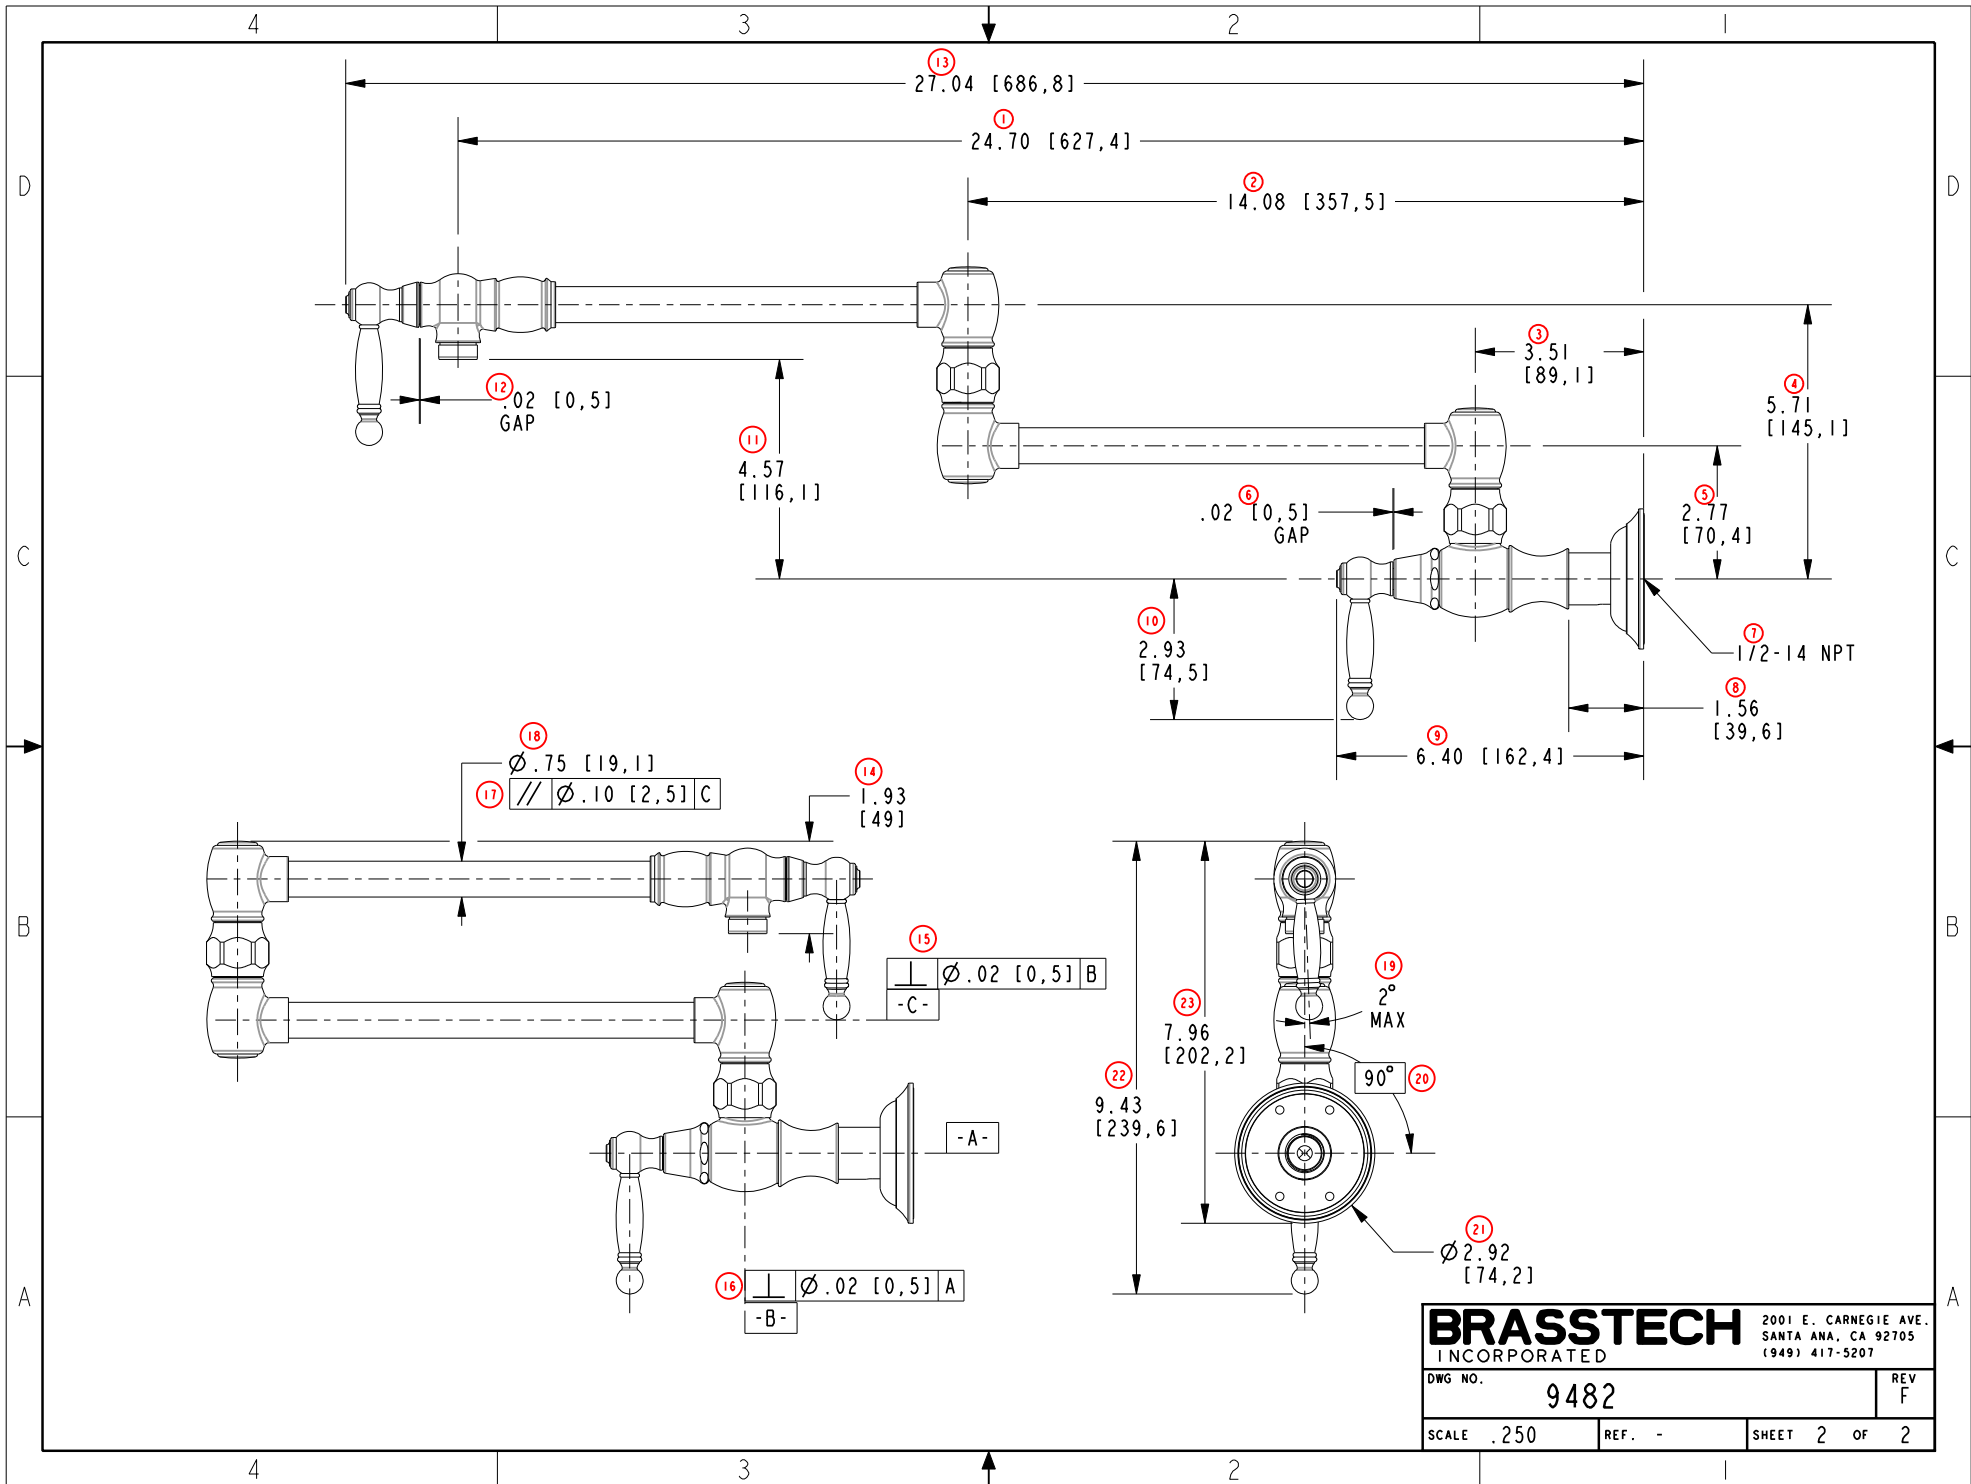 4 3 2 1
13
27.04 [686,8]
1
24.70 [627,4]
D D
2
14.08 [357,5]
3
3.51
[89,1]
4
5.71
[145,1]
12
.02 [0,5]
GAP
11
4.57
[116,1]
6
.02 [0,5]
GAP
5
2.77
[70,4]
C C
10
2.93
[74,5]
7
1/2-14 NPT
8
1.56
[39,6]
9
6.40 [162,4]
18
Ø.75 [19,1]
17 // Ø.10 [2,5] C
14
1.93
[49]
B B
15
⊥ Ø.02 [0,5] B
-C-
19
2°
MAX
23
7.96
[202,2]
90° 20
22
9.43
[239,6]
-A-
21
Ø2.92
[74,2]
16 ⊥ Ø.02 [0,5] A
-B-
A A
BRASSTECH
INCORPORATED
2001 E. CARNEGIE AVE.
SANTA ANA, CA 92705
(949) 417-5207
DWG NO.
9482
REV
F
SCALE .250 REF. - SHEET 2 OF 2
4 3 2 1